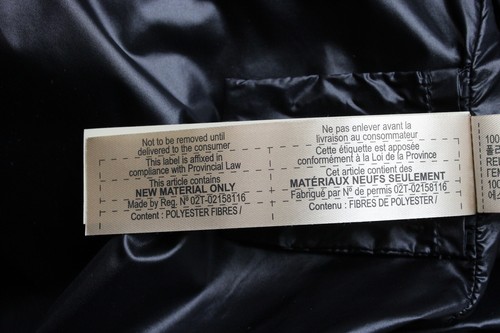 Not to be removed until
delivered to the consumer
This label is affixed in
compliance with Provincial Law
This article contains
NEW MATERIAL ONLY
Made by Reg. Nº 02T-02158116
Content : POLYESTER FIBRES /
Ne pas enlever avant la
livraison au consommateur
Cette étiquette est apposée
conformément à la Loi de la Province
Cet article contient des
MATÉRIAUX NEUFS SEULEMENT
Fabriqué par Nº de permis 02T-02158116
Contenu : FIBRES DE POLYESTER /
100
폴리